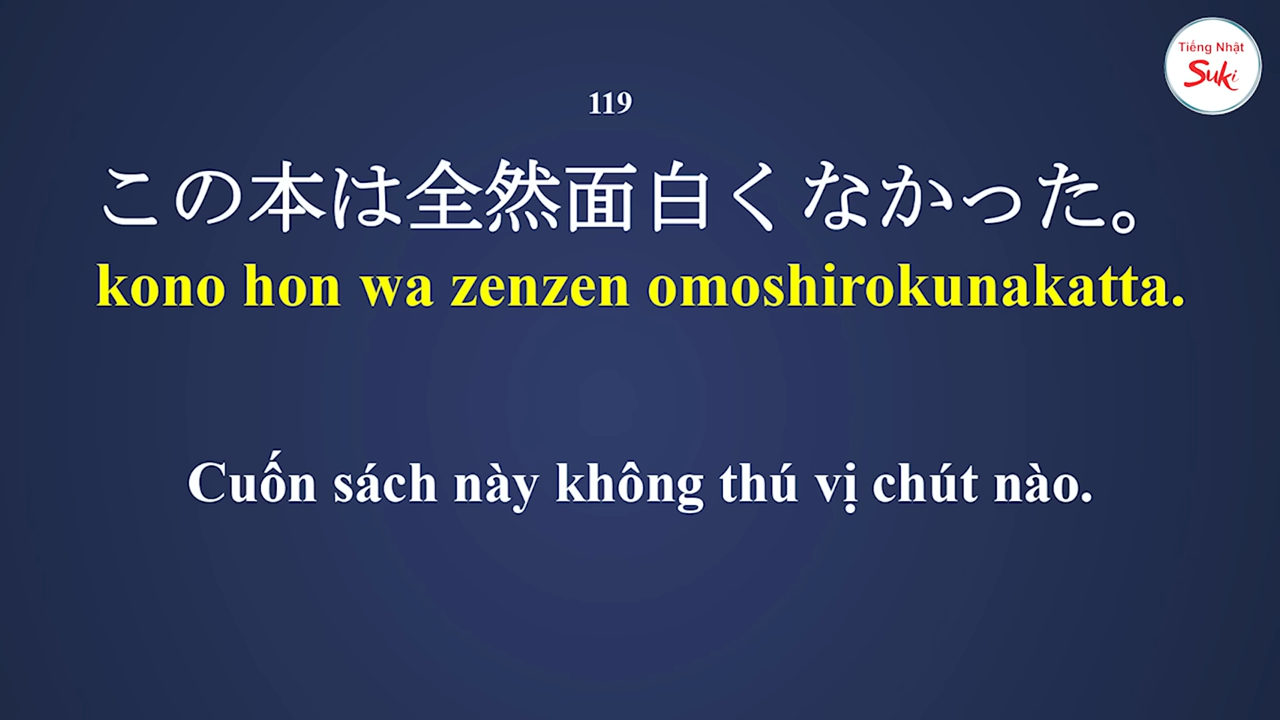 Tiếng Nhật
Suki
119
この本は全然面白くなかった。
kono hon wa zenzen omoshirokunakatta.
Cuốn sách này không thú vị chút nào.